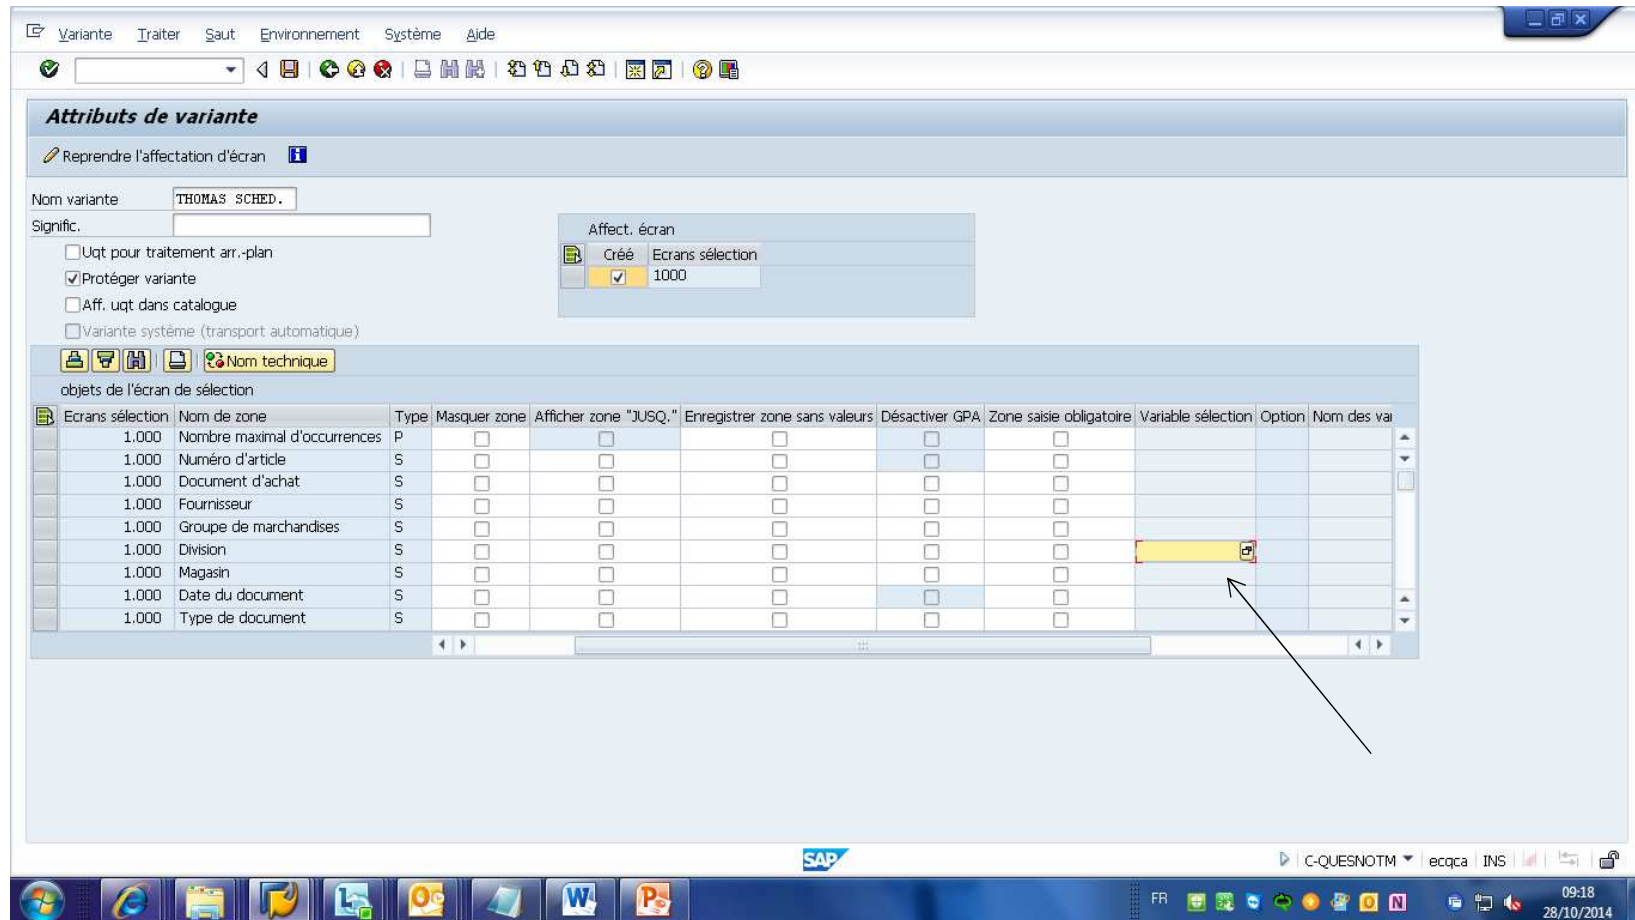 Variante Traiter Saut Environnement Système Aide
Attributs de variante
Reprendre l'affectation d'écran
Nom variante THOMAS SCHED.
Signific.
Affect. écran
Uqt pour traitement arr.-plan
Créé Ecrans sélection
Protéger variante
1000
Aff. uqt dans catalogue
Variante système (transport automatique)
Nom technique
objets de l'écran de sélection
Ecrans sélection Nom de zone Type Masquer zone Afficher zone "JUSQ." Enregistrer zone sans valeurs Désactiver GPA Zone saisie obligatoire Variable sélection Option Nom des va
1.000 Nombre maximal d'occurrences P
1.000 Numéro d'article S
1.000 Document d'achat S
1.000 Fournisseur S
1.000 Groupe de marchandises S
1.000 Division S
1.000 Magasin S
1.000 Date du document S
1.000 Type de document S
SAP C-QUESNOTM ecqca INS
FR 09:18
28/10/2014